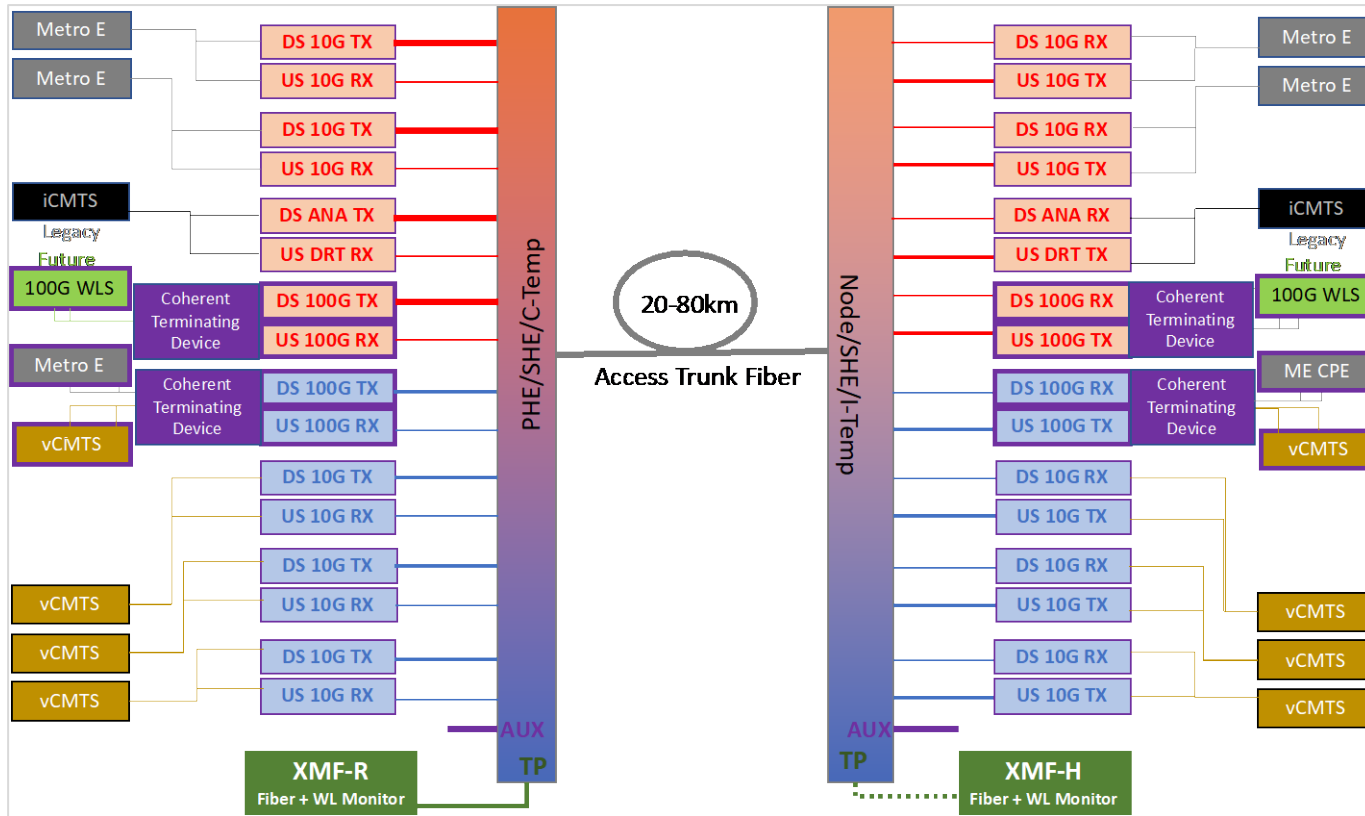 Metro E
Metro E
iCMTS
Legacy
Future
100G WLS
Metro E
vCMTS
vCMTS
vCMTS
vCMTS
Coherent
Terminating
Device
Coherent
Terminating
Device
DS 10G TX
US 10G RX
DS 10G TX
US 10G RX
DS ANA TX
US DRT RX
DS 100G TX
US 100G RX
DS 100G TX
US 100G RX
DS 10G TX
US 10G RX
DS 10G TX
US 10G RX
DS 10G TX
US 10G RX
XMF-R
Fiber + WL Monitor
PHE/SHE/C-Temp
AUX
TP
20-80km
Access Trunk Fiber
Node/SHE/I-Temp
AUX
TP
DS 10G RX
US 10G TX
DS 10G RX
US 10G TX
DS ANA RX
US DRT TX
DS 100G RX
US 100G TX
DS 100G RX
US 100G TX
DS 10G RX
US 10G TX
DS 10G RX
US 10G TX
DS 10G RX
US 10G TX
XMF-H
Fiber + WL Monitor
Coherent
Terminating
Device
Coherent
Terminating
Device
Metro E
Metro E
iCMTS
Legacy
Future
100G WLS
ME CPE
vCMTS
vCMTS
vCMTS
vCMTS